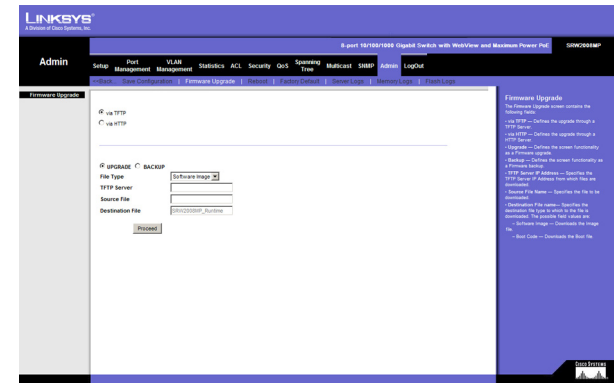 LINKSYS®
A Division of Cisco Systems, Inc.
8-port 10/100/1000 Gigabit Switch with WebView and Maximum Power PoE
SRW2008MP
Admin
Setup
Port Management
VLAN Management
Statistics
ACL
Security
QoS
Spanning Tree
Multicast
SNMP
Admin
LogOut
Save Configuration | Firmware Upgrade | Reboot | Factory Default | Server Logs | Memory Logs | Flash Logs
Firmware Upgrade
via TFTP
via HTTP
UPGRADE BACKUP
File Type Software Image
TFTP Server
Source File
Destination File SRW2008MP_Runtime
Proceed
Firmware Upgrade
The Firmware Upgrade screen contains the
following fields:
- via TFTP — Defines the upgrade through a
TFTP Server.
- via HTTP — Defines the upgrade through a
HTTP Server.
- Upgrade — Defines the screen functionality
as a Firmware upgrade.
- Backup — Defines the screen functionality as
a Firmware backup.
- TFTP Server IP Address — Specifies the
TFTP Server IP Address from which files are
downloaded.
- Source File Name — Specifies the file to be
downloaded.
- Destination File name— Specifies the
destination file type to which to the file is
downloaded. The possible field values are:
– Software Image — Downloads the Image
file.
– Boot Code — Downloads the Boot file.
CISCO SYSTEMS